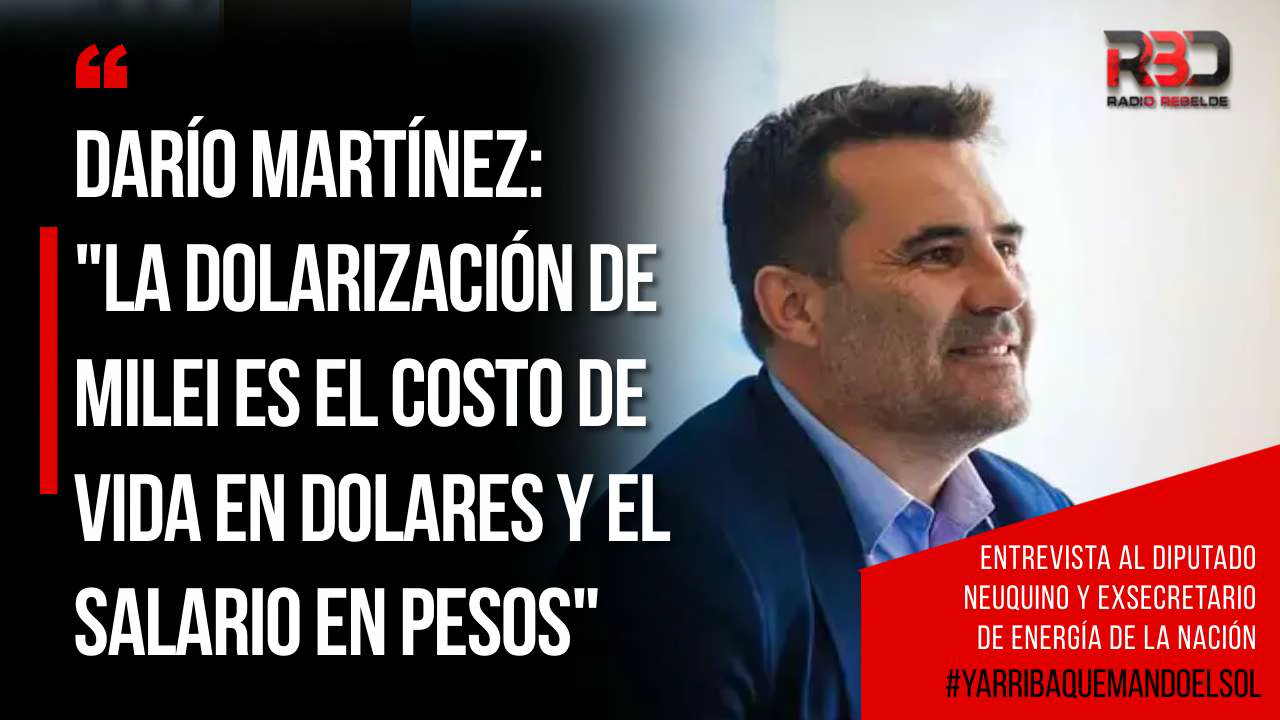 RBD
RADIO REBELDE
DARÍO MARTÍNEZ:
"LA DOLARIZACIÓN DE
MILEI ES EL COSTO DE
VIDA EN DOLARES Y EL
SALARIO EN PESOS"
ENTREVISTA AL DIPUTADO
NEUQUINO Y EXSECRETARIO
DE ENERGÍA DE LA NACIÓN
#YARRIBAQUEMANDOELSOL